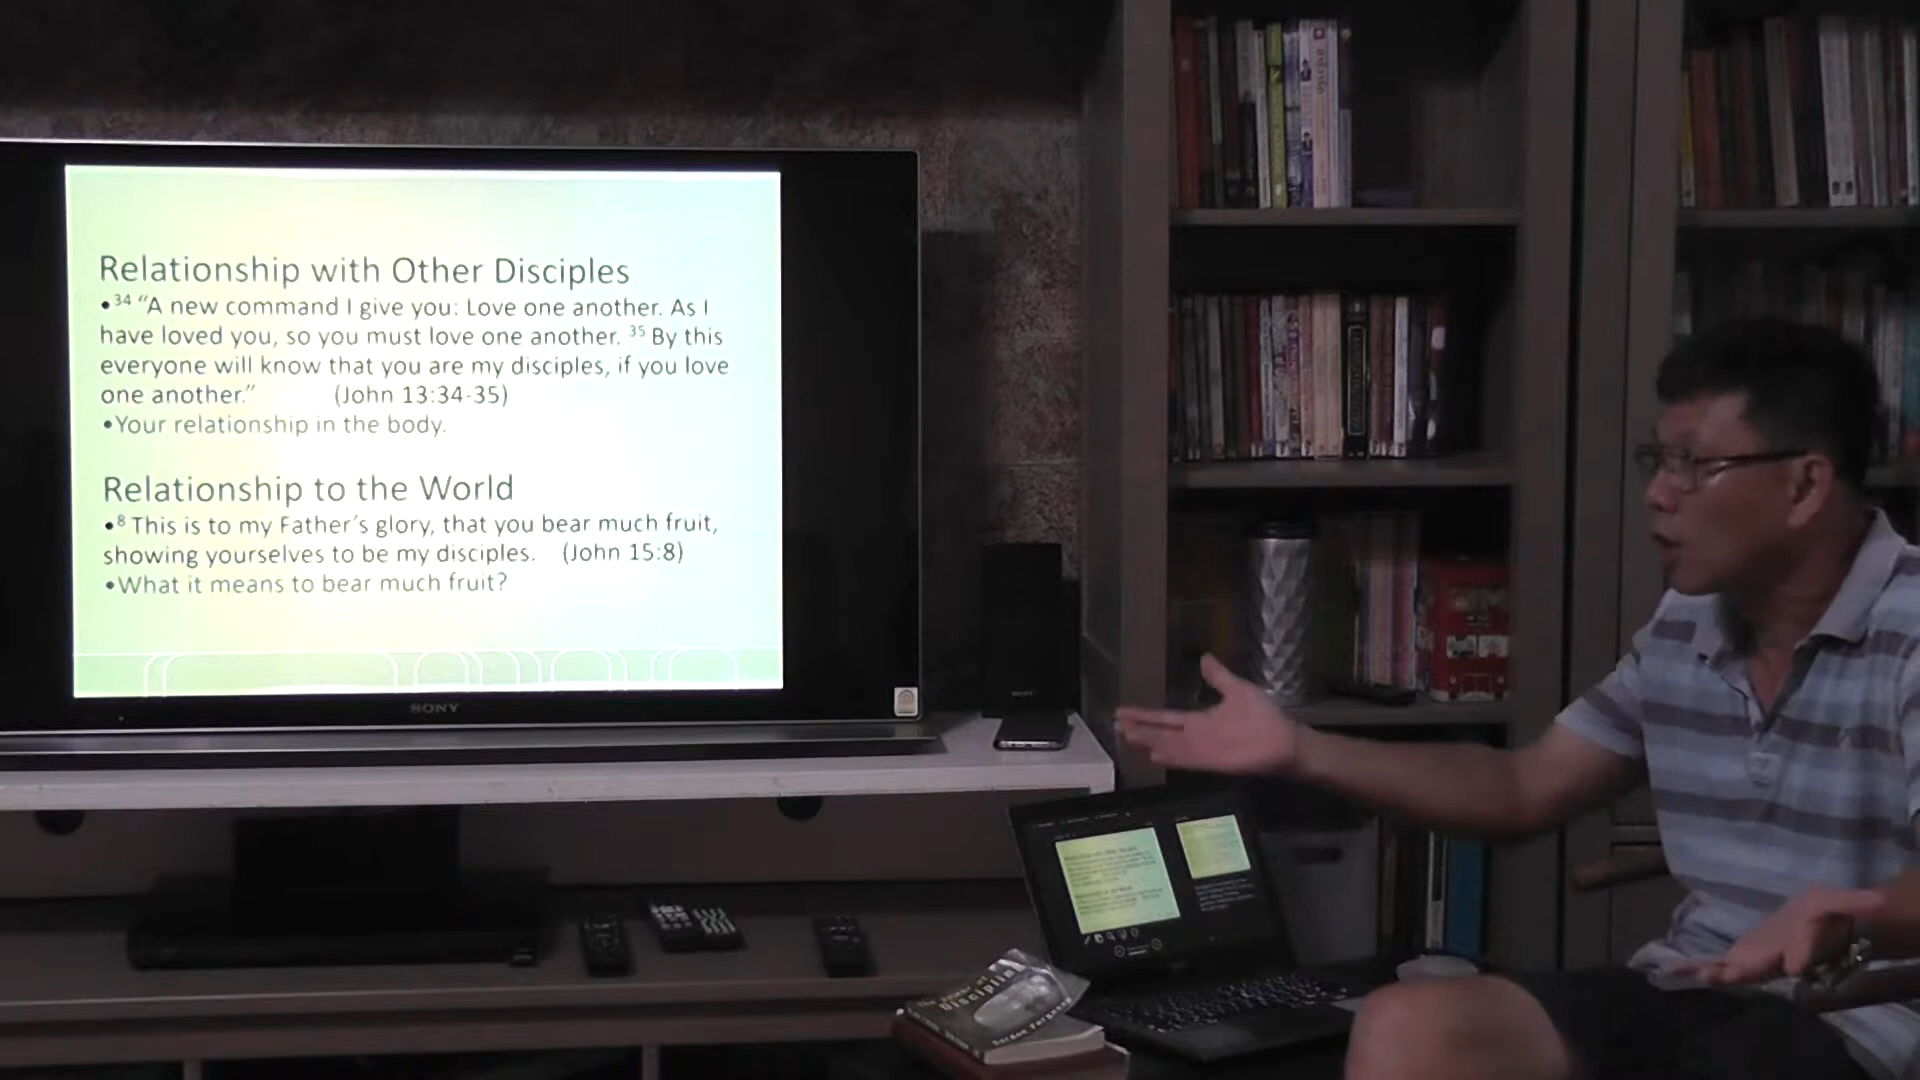 Relationship with Other Disciples
•34 “A new command I give you: Love one another. As I
have loved you, so you must love one another. 35 By this
everyone will know that you are my disciples, if you love
one another.” (John 13:34-35)
•Your relationship in the body.
Relationship to the World
•8 This is to my Father’s glory, that you bear much fruit,
showing yourselves to be my disciples. (John 15:8)
•What it means to bear much fruit?
SONY